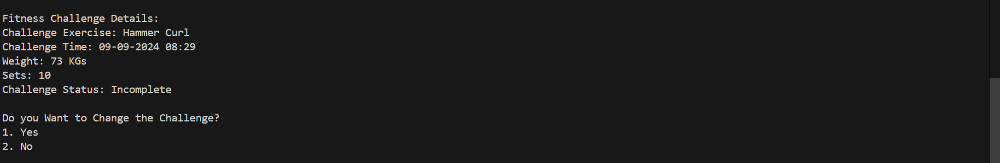 Fitness Challenge Details:
Challenge Exercise: Hammer Curl
Challenge Time: 09-09-2024 08:29
Weight: 73 KGs
Sets: 10
Challenge Status: Incomplete
Do you Want to Change the Challenge?
1. Yes
2. No